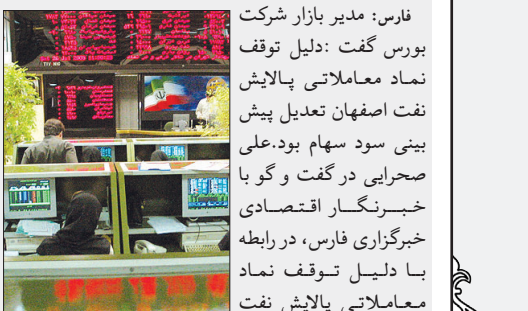 فارس: مدیر بازار شرکت
بورس گفت :دلیل توقف
نماد معاملاتی پالایش
نفت اصفهان تعدیل پیش
بینی سود سهام بود.علی
صحرایی در گفت و گو با
خبرنگار اقتصادی
خبرگزاری فارس، در رابطه
با دلیل توقف نماد
معاملاتی پالایش نفت